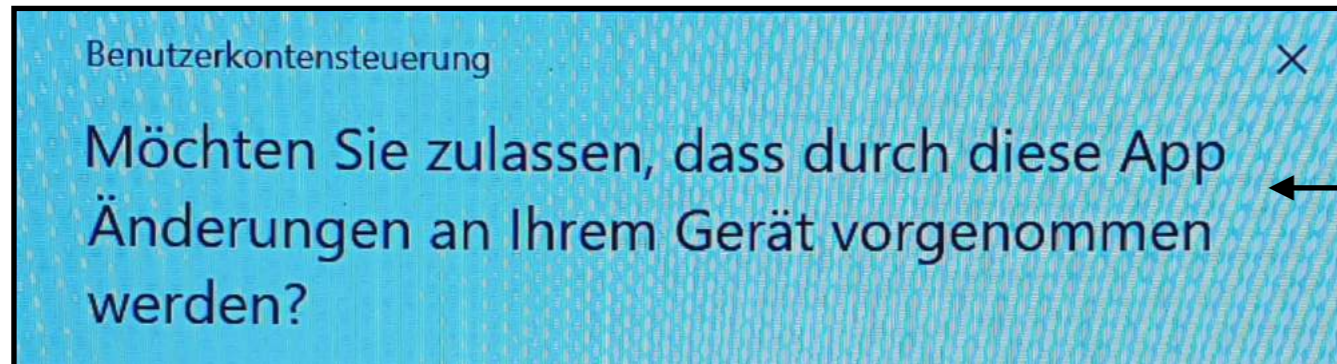 Benutzerkontensteuerung
Möchten Sie zulassen, dass durch diese App
Änderungen an Ihrem Gerät vorgenommen
werden?